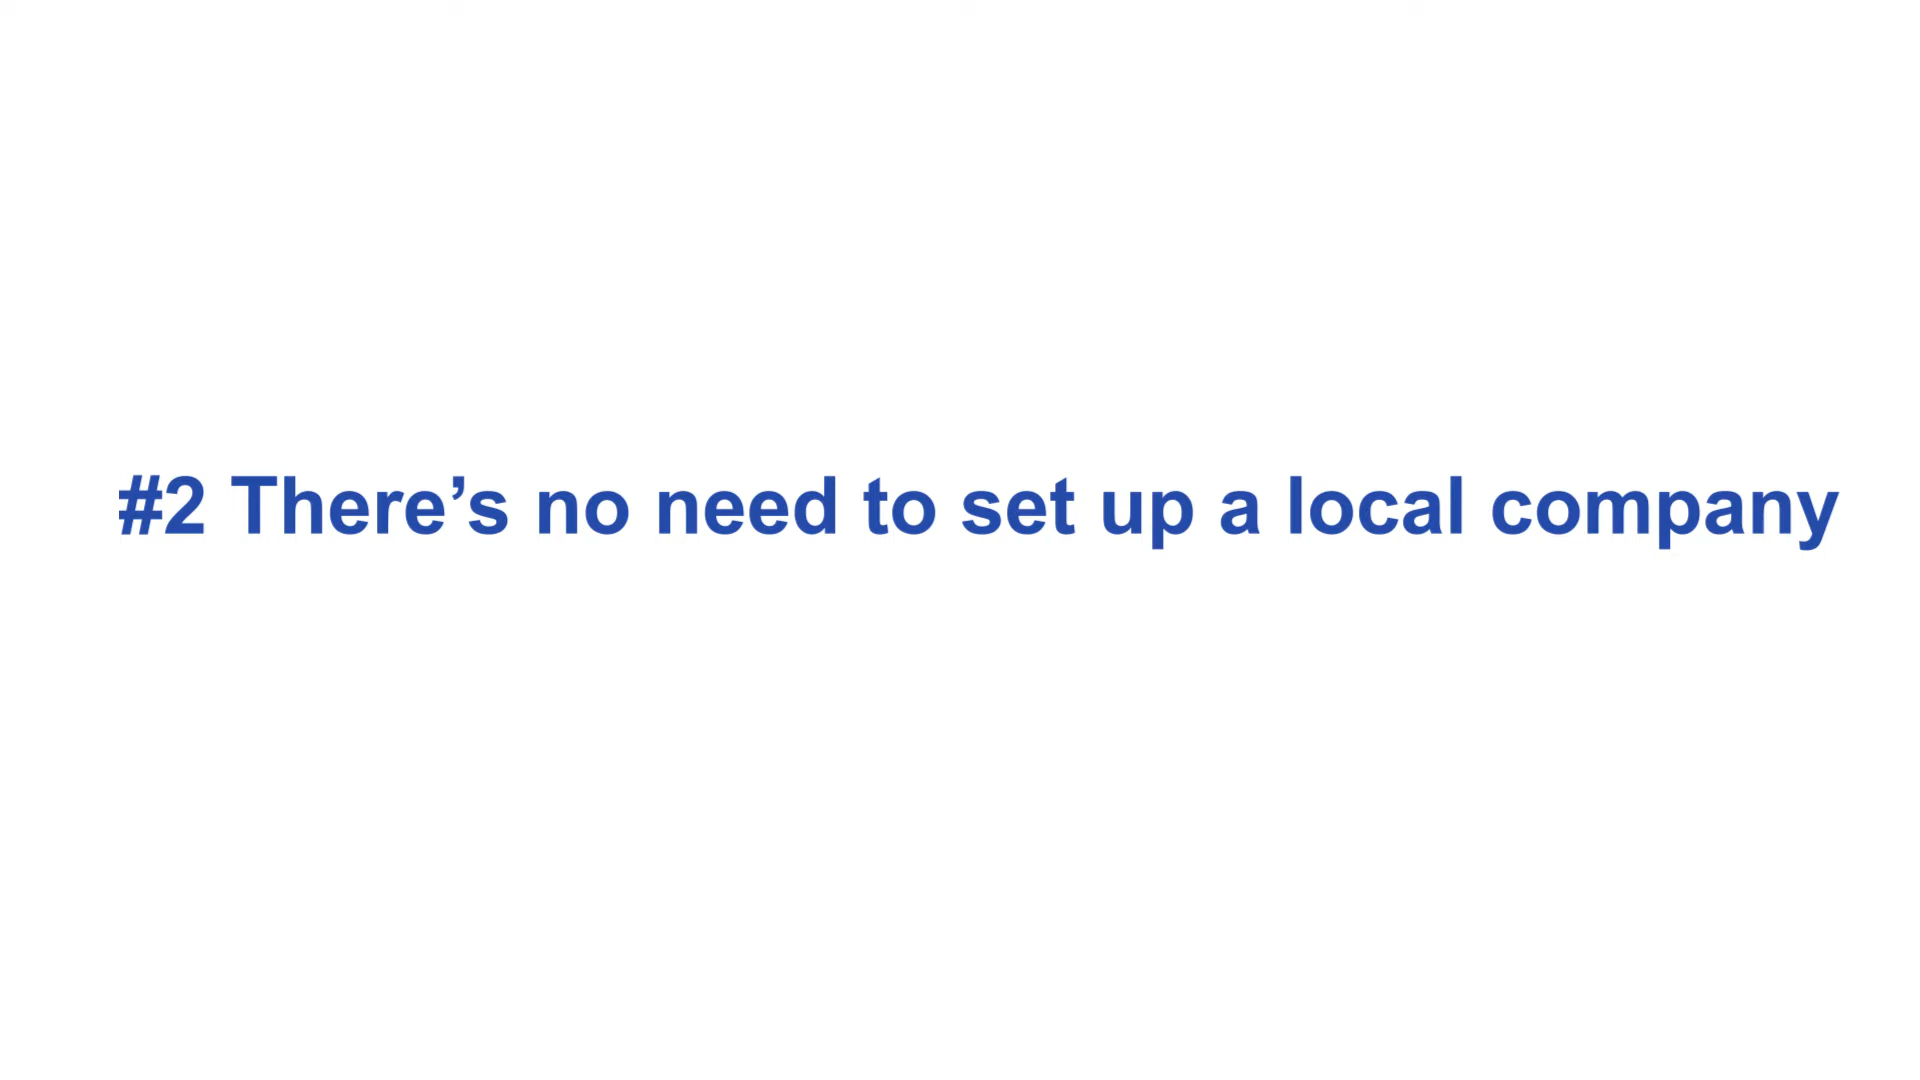 #2 There’s no need to set up a local company